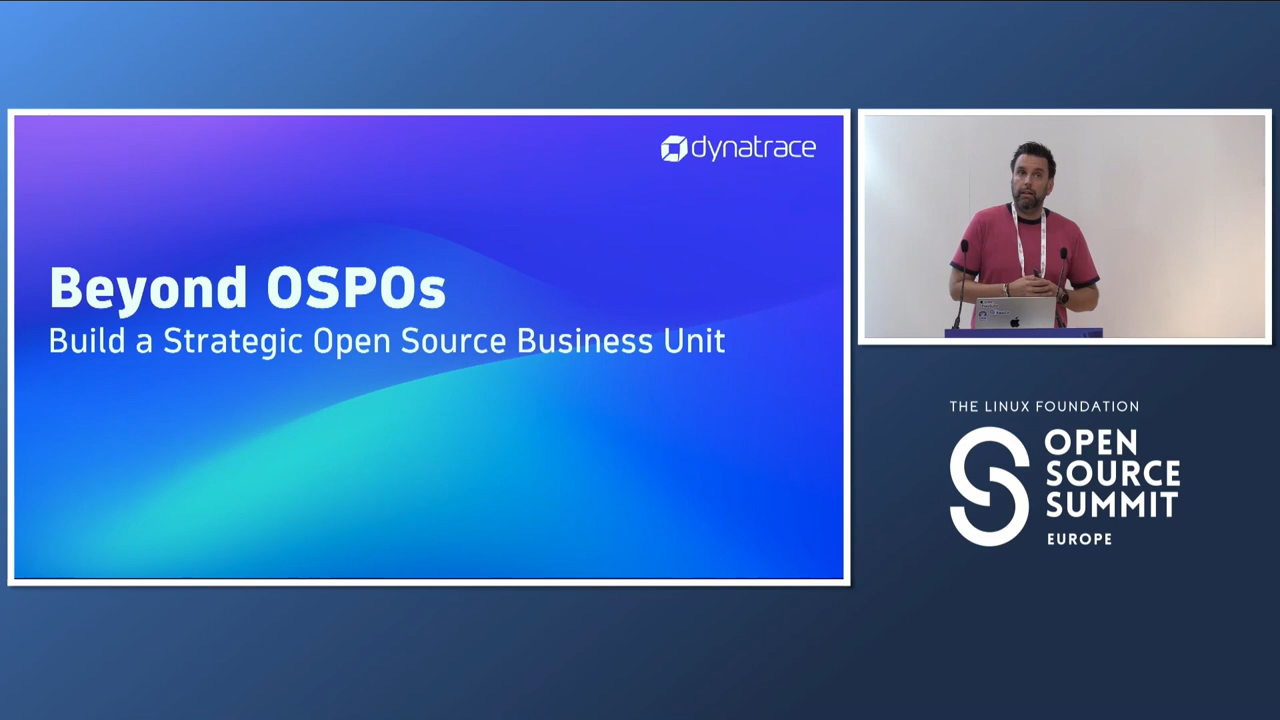 dynatrace
Beyond OSPOs
Build a Strategic Open Source Business Unit
THE LINUX FOUNDATION
OPEN
SOURCE
SUMMIT
EUROPE